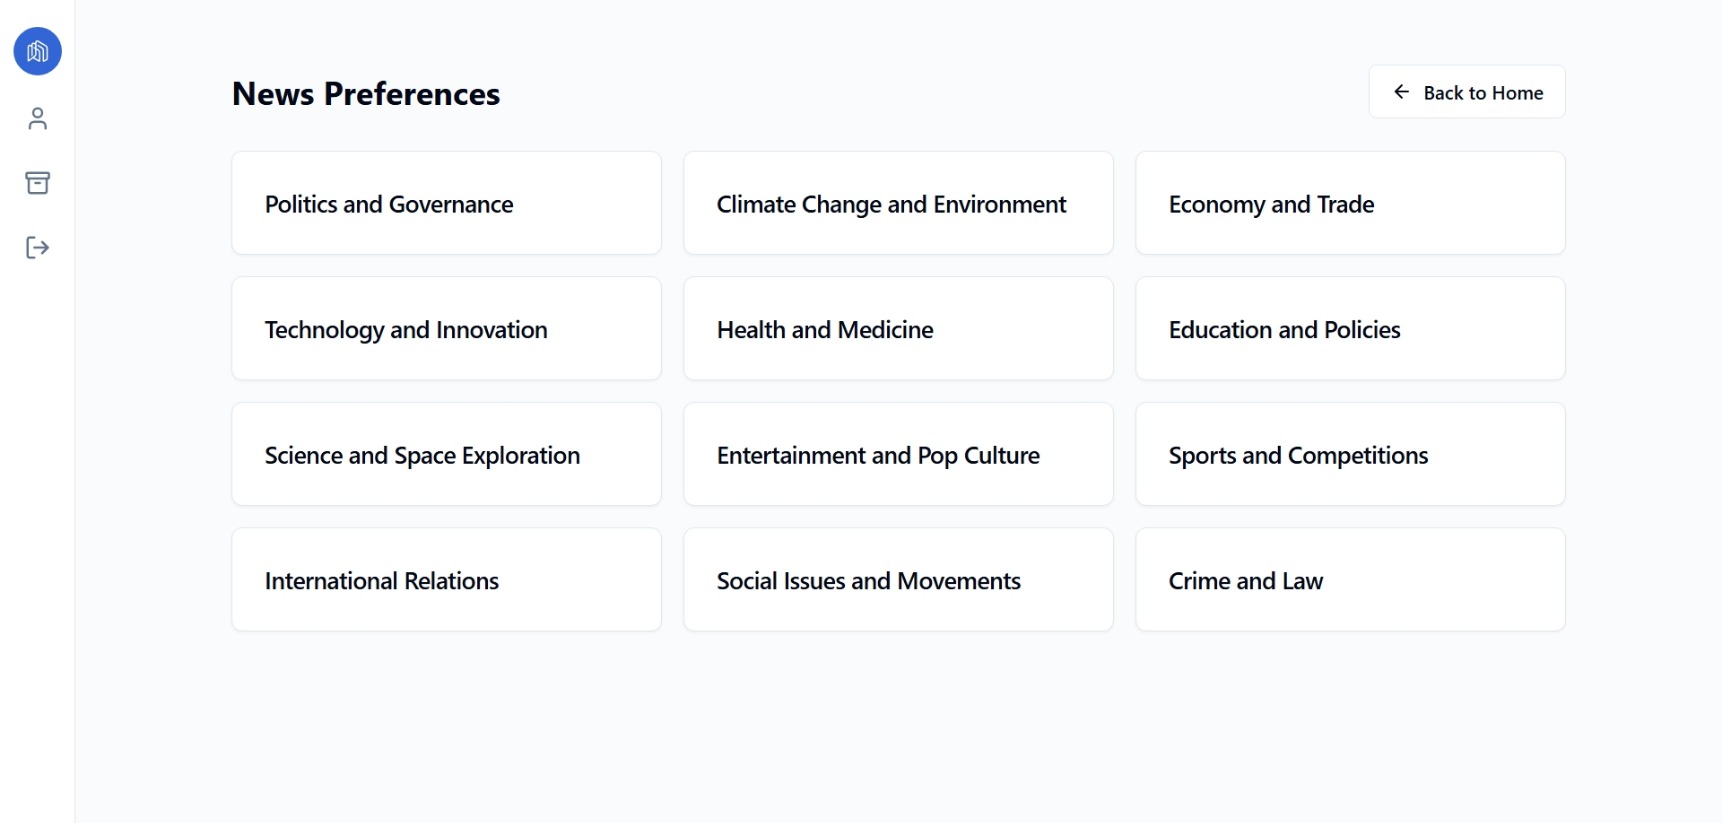 News Preferences
Back to Home
Politics and Governance
Climate Change and Environment
Economy and Trade
Technology and Innovation
Health and Medicine
Education and Policies
Science and Space Exploration
Entertainment and Pop Culture
Sports and Competitions
International Relations
Social Issues and Movements
Crime and Law